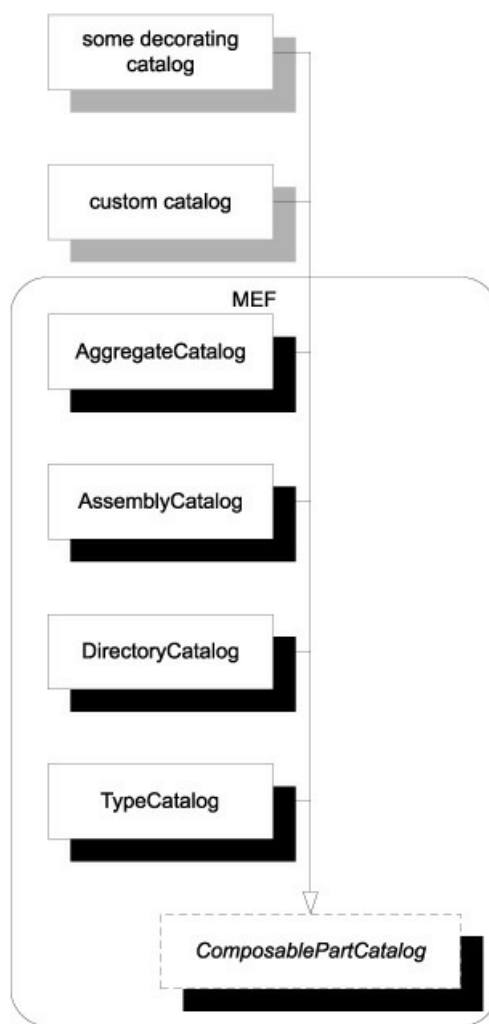 some decorating
catalog
custom catalog
MEF
AggregateCatalog
AssemblyCatalog
DirectoryCatalog
TypeCatalog
ComposablePartCatalog